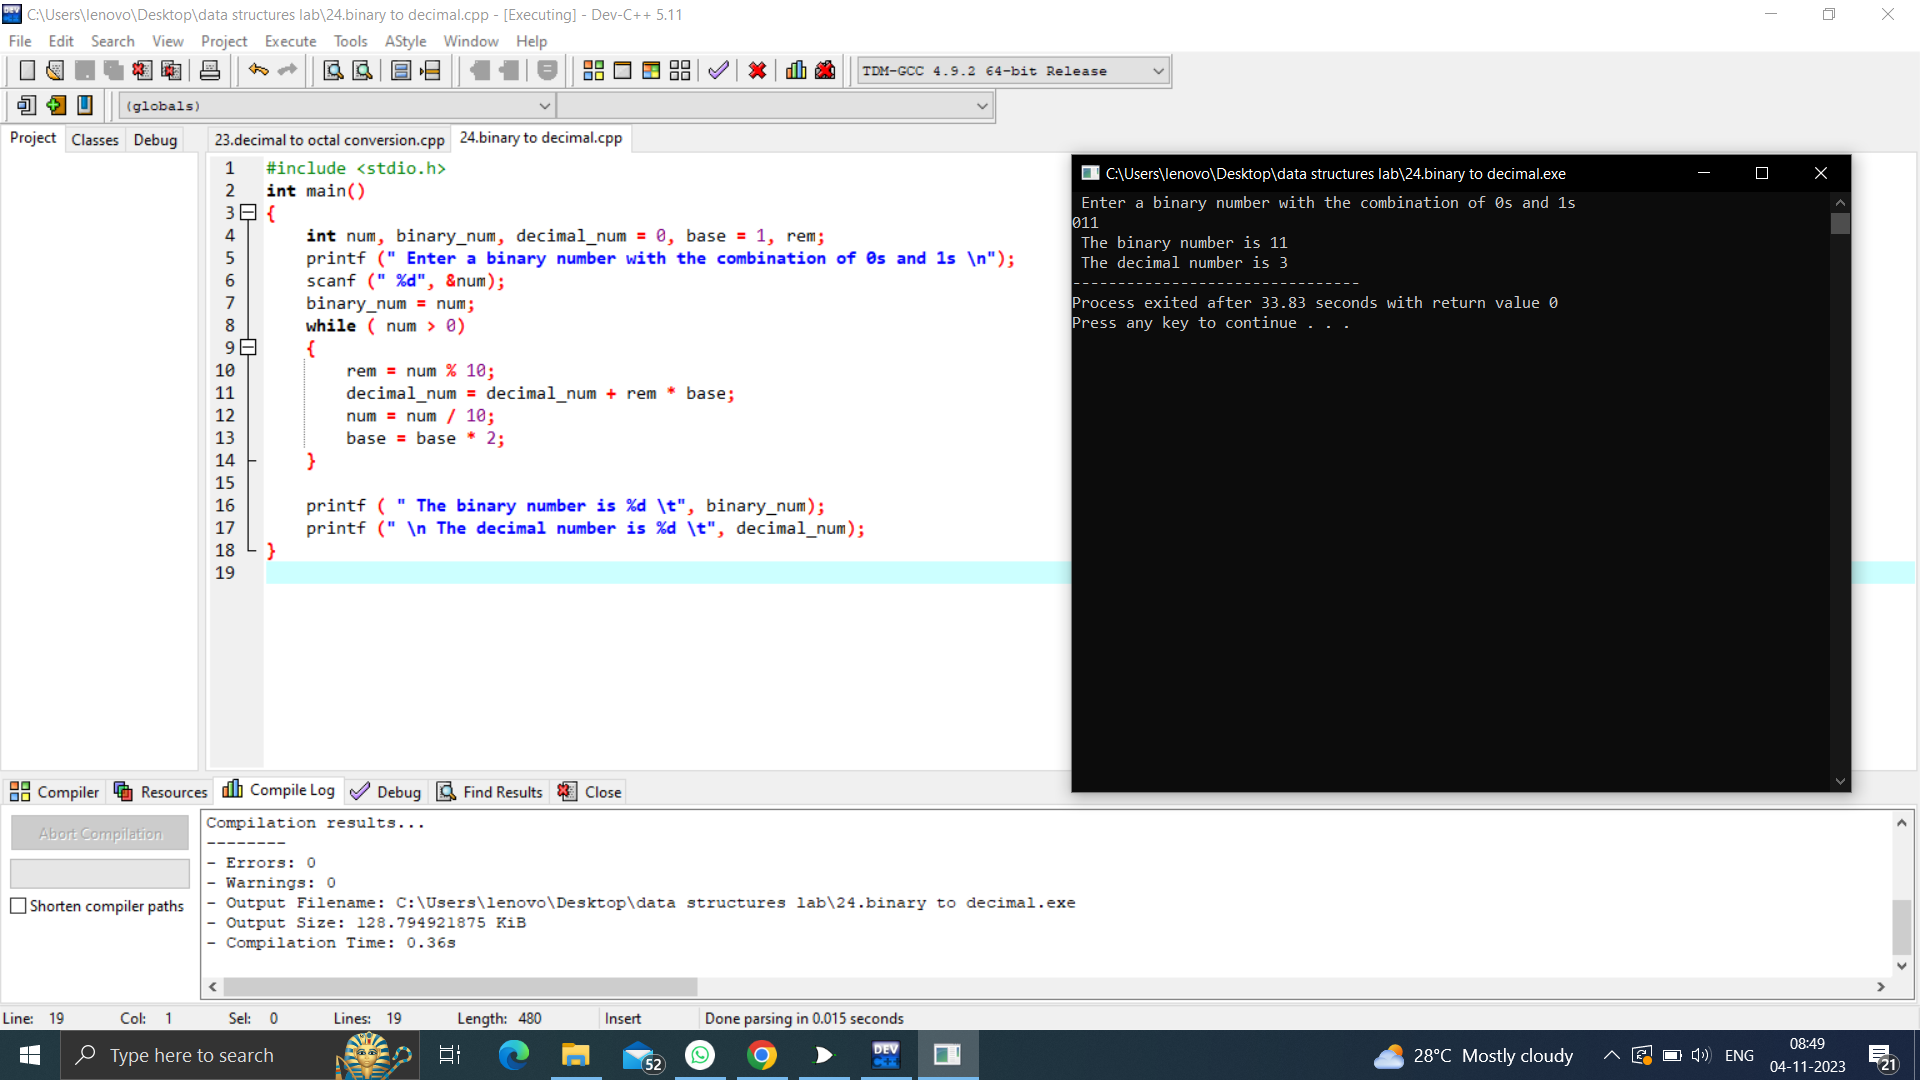 C:\Users\lenovo\Desktop\data structures lab\24.binary to decimal.cpp - [Executing] - Dev-C++ 5.11
File Edit Search View Project Execute Tools AStyle Window Help
TDM-GCC 4.9.2 64-bit Release
(globals)
Project Classes Debug
23.decimal to octal conversion.cpp 24.binary to decimal.cpp
1 #include <stdio.h>
2 int main()
3 {
4 int num, binary_num, decimal_num = 0, base = 1, rem;
5 printf (" Enter a binary number with the combination of 0s and 1s \n");
6 scanf (" %d", &num);
7 binary_num = num;
8 while ( num > 0)
9 {
10 rem = num % 10;
11 decimal_num = decimal_num + rem * base;
12 num = num / 10;
13 base = base * 2;
14 }
15
16 printf ( " The binary number is %d \t", binary_num);
17 printf (" \n The decimal number is %d \t", decimal_num);
18 }
19
C:\Users\lenovo\Desktop\data structures lab\24.binary to decimal.exe
Enter a binary number with the combination of 0s and 1s
011
The binary number is 11
The decimal number is 3
--------------------------------
Process exited after 33.83 seconds with return value 0
Press any key to continue . . .
Compiler Resources Compile Log Debug Find Results Close
Abort Compilation
Shorten compiler paths
Compilation results...
--------
- Errors: 0
- Warnings: 0
- Output Filename: C:\Users\lenovo\Desktop\data structures lab\24.binary to decimal.exe
- Output Size: 128.794921875 KiB
- Compilation Time: 0.36s
Line: 19 Col: 1 Sel: 0 Lines: 19 Length: 480 Insert Done parsing in 0.015 seconds
Type here to search
52
DEV
28°C Mostly cloudy
ENG
08:49
04-11-2023
21